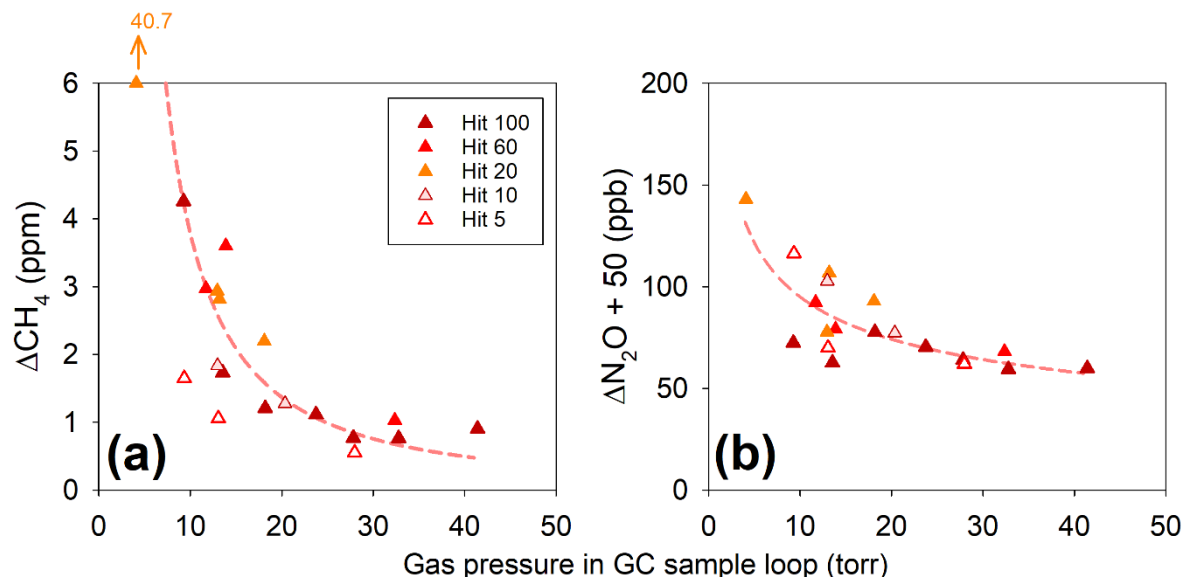 40.7
6
5
4
3
2
1
0
ΔCH₄ (ppm)
Hit 100
Hit 60
Hit 20
Hit 10
Hit 5
(a)
0 10 20 30 40 50
200
150
100
50
0
ΔN₂O + 50 (ppb)
(b)
0 10 20 30 40 50
Gas pressure in GC sample loop (torr)